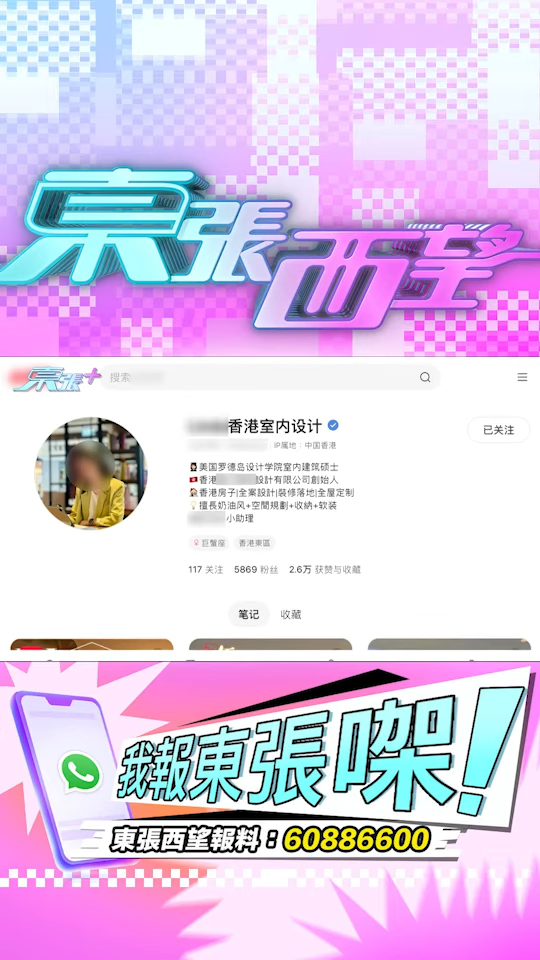 東張西望
東張+
搜索
香港室内设计
已关注
IP属地：中国香港
👩🏻‍🎓美国罗德岛设计学院室内建筑硕士
🇭🇰香港 設計有限公司創始人
🏠香港房子|全案設計|裝修落地|全屋定制
💡擅長奶油风+空間規劃+收納+软装
小助理
巨蟹座
香港東區
117 关注 5869 粉丝 2.6万 获赞与收藏
笔记 收藏
我報東張㗎!
東張西望報料：60886600